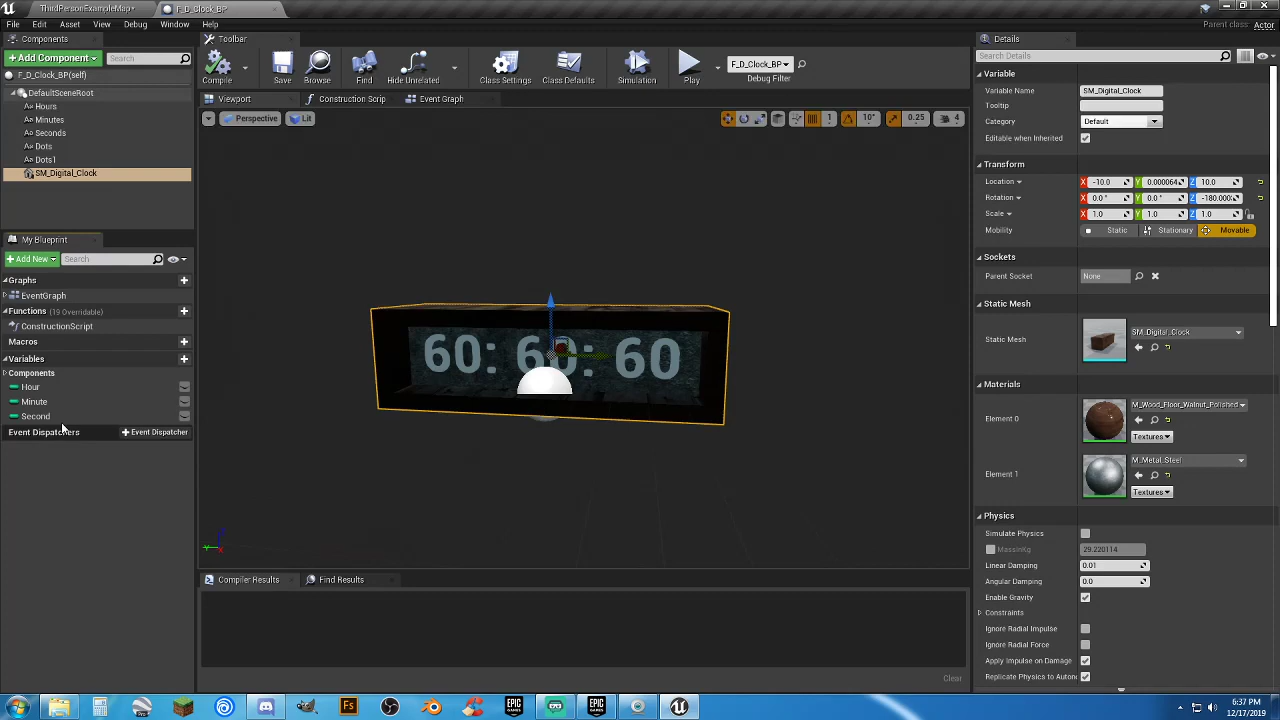 ThirdPersonExampleMap*
F_D_Clock_BP*
File Edit Asset View Debug Window Help
Parent class: Actor
Components
+ Add Component
Search
F_D_Clock_BP(self)
DefaultSceneRoot
Hours
Minutes
Seconds
Dots
Dots1
SM_Digital_Clock
My Blueprint
+ Add New
Search
Graphs
EventGraph
Functions (19 Overridable)
ConstructionScript
Macros
Variables
Components
Hour
Minute
Second
Event Dispatchers
+ Event Dispatcher
Toolbar
Compile
Save
Browse
Hide Unrelated
Class Settings
Class Defaults
Simulation
Play
F_D_Clock_BP
Debug Filter
Viewport
Construction Scrip
Event Graph
Perspective
Lit
1
10°
0.25
4
60: 60: 60
Compiler Results
Find Results
Clear
Details
Search Details
Variable
Variable Name SM_Digital_Clock
Tooltip
Category Default
Editable when Inherited
Transform
Location X -10.0 Y 0.000064 Z 10.0
Rotation X 0.0 ° Y 0.0 ° Z -180.000
Scale X 1.0 Y 1.0 Z 1.0
Mobility Static Stationary Movable
Sockets
Parent Socket None
Static Mesh
Static Mesh SM_Digital_Clock
Materials
Element 0 M_Wood_Floor_Walnut_Polished
Textures
Element 1 M_Metal_Steel
Textures
Physics
Simulate Physics
MassInKg 29.220114
Linear Damping 0.01
Angular Damping 0.0
Enable Gravity
Constraints
Ignore Radial Impulse
Ignore Radial Force
Apply Impulse on Damage
Replicate Physics to Auton
Fs
EPIC GAMES
EPIC GAMES
6:37 PM
12/17/2019